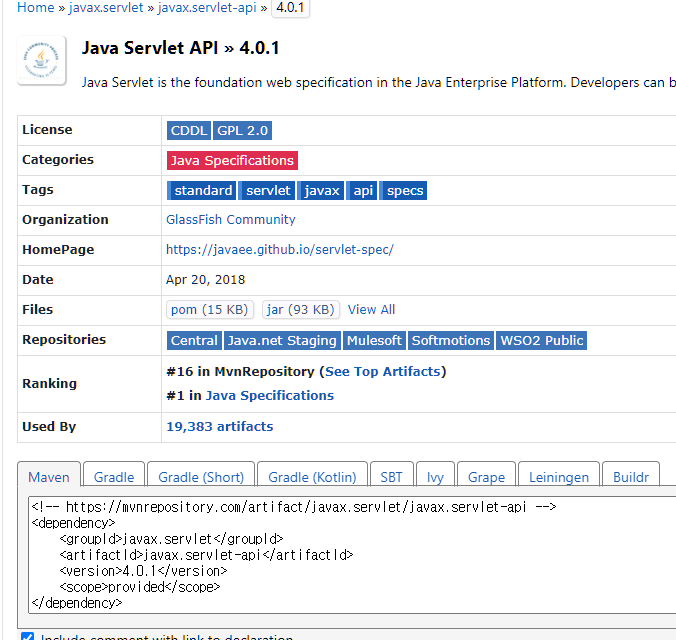 Home » javax.servlet » javax.servlet-api » 4.0.1
Java Servlet API » 4.0.1
Java Servlet is the foundation web specification in the Java Enterprise Platform. Developers can b
License CDDL GPL 2.0
Categories Java Specifications
Tags standard servlet javax api specs
Organization GlassFish Community
HomePage https://javaee.github.io/servlet-spec/
Date Apr 20, 2018
Files pom (15 KB) jar (93 KB) View All
Repositories Central Java.net Staging Mulesoft Softmotions WSO2 Public
Ranking #16 in MvnRepository (See Top Artifacts)
#1 in Java Specifications
Used By 19,383 artifacts
Maven Gradle Gradle (Short) Gradle (Kotlin) SBT Ivy Grape Leiningen Buildr
<!-- https://mvnrepository.com/artifact/javax.servlet/javax.servlet-api -->
<dependency>
    <groupId>javax.servlet</groupId>
    <artifactId>javax.servlet-api</artifactId>
    <version>4.0.1</version>
    <scope>provided</scope>
</dependency>
Include comment with link to declaration